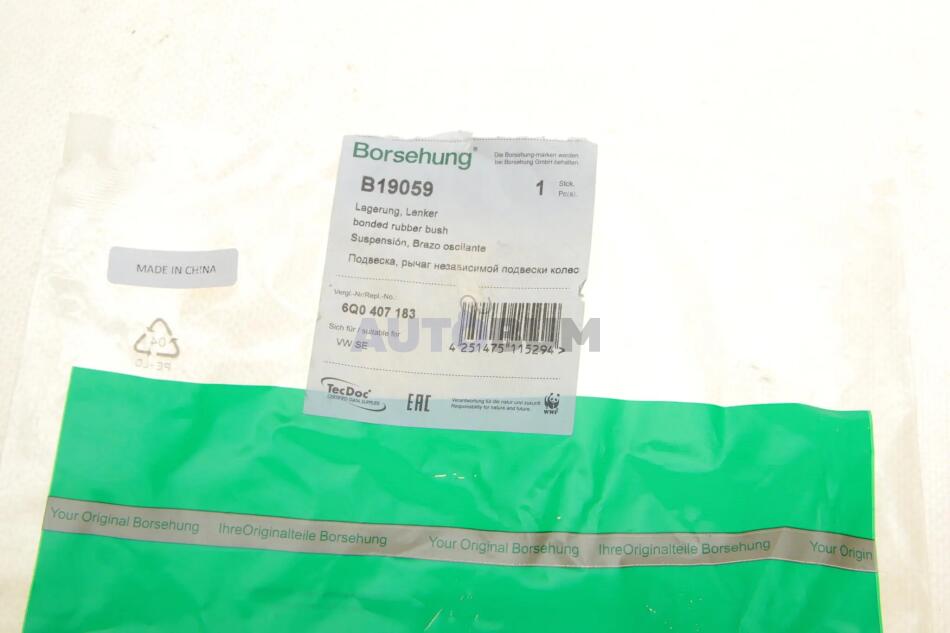 Borsehung®
Die Borsehung-marken werden
bei Borsehung GmbH behalten.
B19059
1 Stck.
Pc(s).
Lagerung, Lenker
bonded rubber bush
Suspensión, Brazo oscilante
Подвеска, рычаг независимой подвески колес
MADE IN CHINA
Vergl.-Nr/Repl.-No.:
6Q0 407 183
Sich für / suitable for
VW SE
4 251475 115294 >
04
PE-LD
TecDoc
CERTIFIED DATA SUPPLIER
EAC
Verantwortung für die natur und zukunft.
Responsibility for nature and future.
WWF
Your Original Borsehung IhreOriginalteile Borsehung Your Original Borsehung IhreOriginalteile Borsehung Your Origin